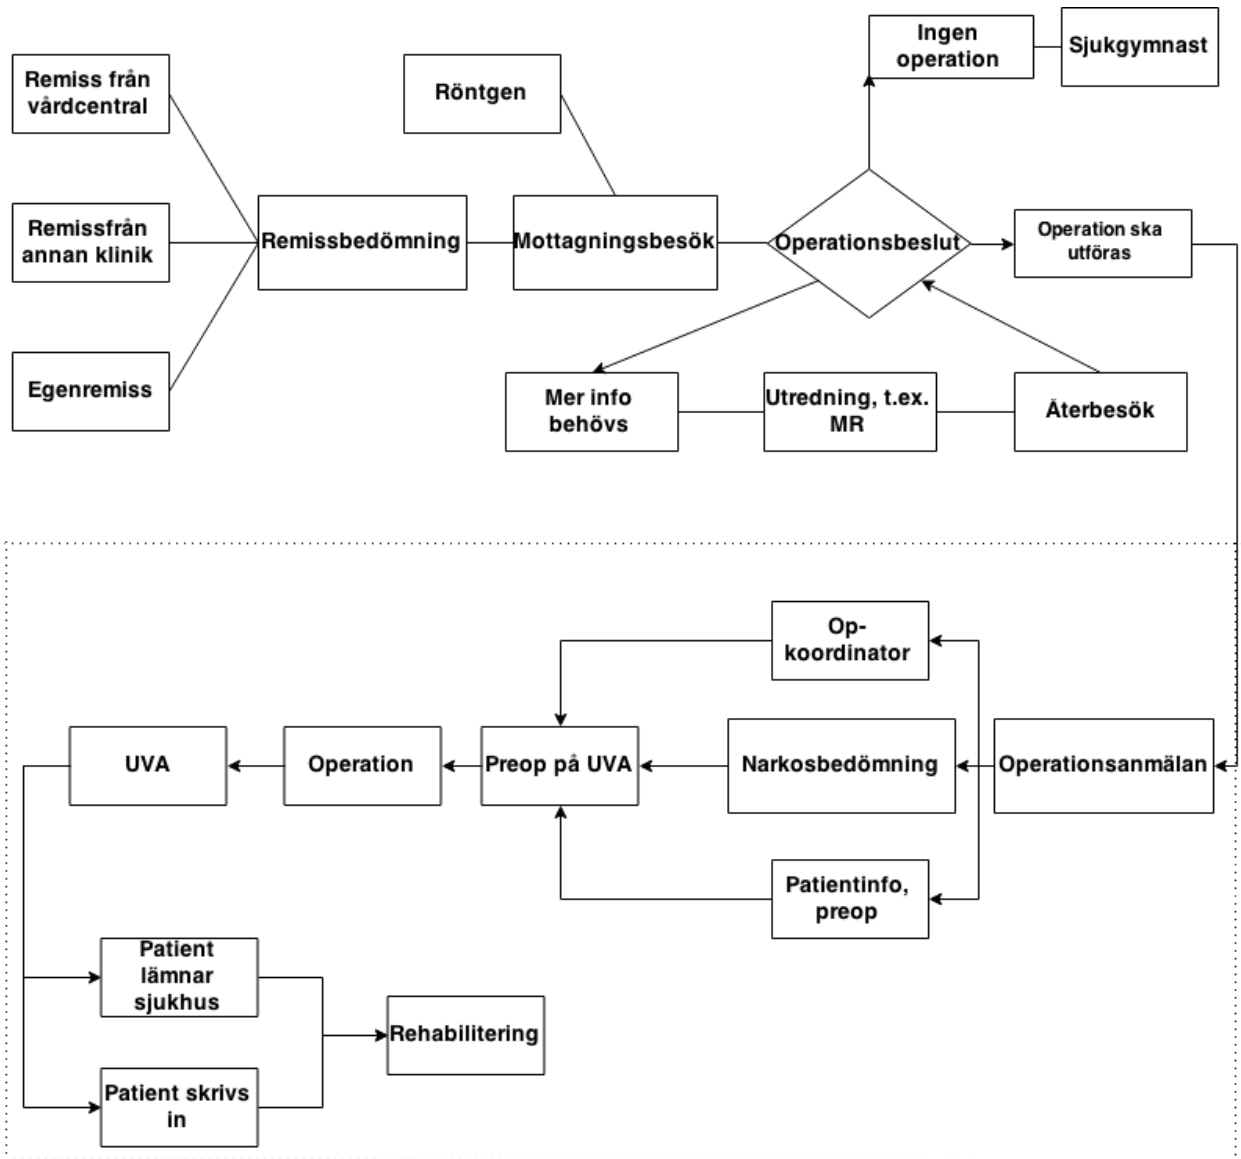 Ingen
operation
Sjukgymnast
Remiss från
vårdcentral
Röntgen
Remissfrån
annan klinik
Remissbedömning
Mottagningsbesök
Operationsbeslut
Operation ska
utföras
Egenremiss
Mer info
behövs
Utredning, t.ex.
MR
Återbesök
Op-
koordinator
UVA
Operation
Preop på UVA
Narkosbedömning
Operationsanmälan
Patientinfo,
preop
Patient
lämnar
sjukhus
Rehabilitering
Patient skrivs
in